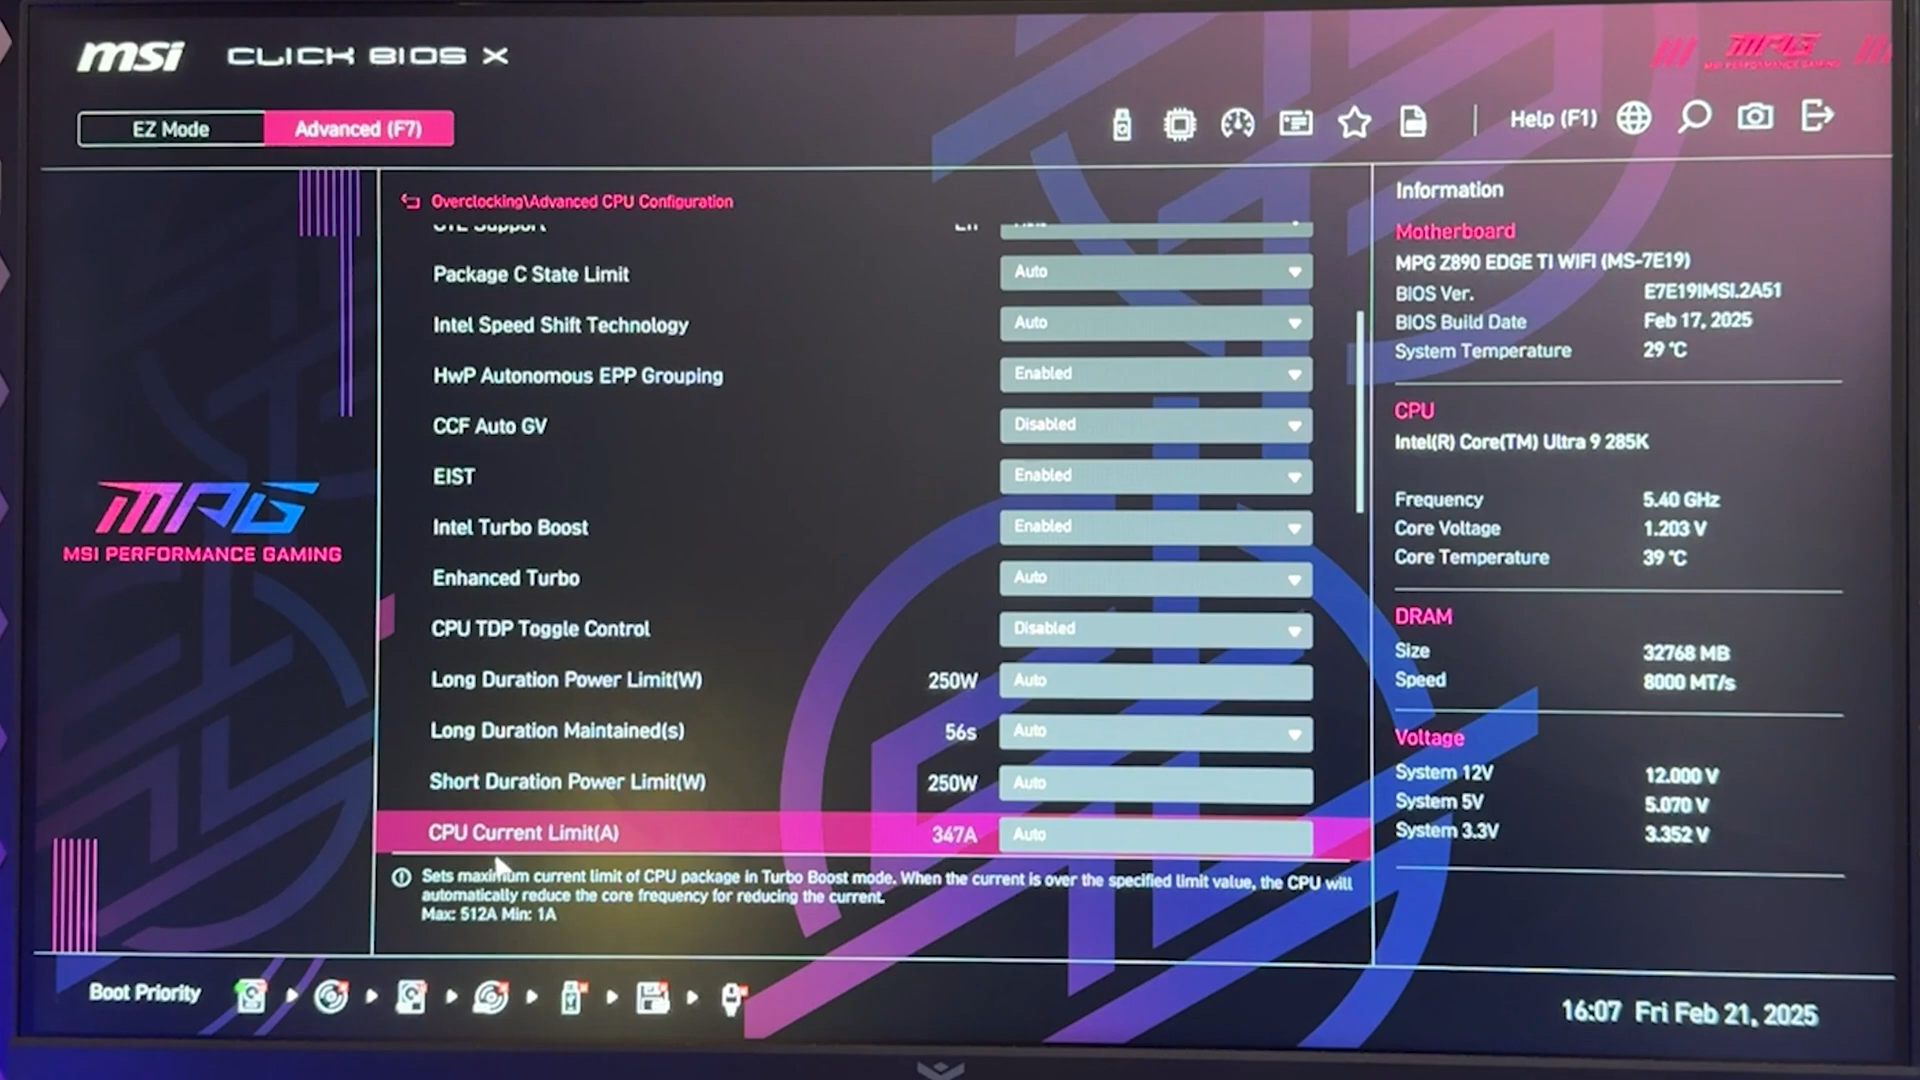 msi CLICK BIOS X
MPG
MSI PERFORMANCE GAMING
EZ Mode
Advanced (F7)
Help (F1)
Overclocking\Advanced CPU Configuration
Package C State Limit Auto
Intel Speed Shift Technology Auto
HwP Autonomous EPP Grouping Enabled
CCF Auto GV Disabled
EIST Enabled
Intel Turbo Boost Enabled
Enhanced Turbo Auto
CPU TDP Toggle Control Disabled
Long Duration Power Limit(W) 250W Auto
Long Duration Maintained(s) 56s Auto
Short Duration Power Limit(W) 250W Auto
CPU Current Limit(A) 347A Auto
Sets maximum current limit of CPU package in Turbo Boost mode. When the current is over the specified limit value, the CPU will
automatically reduce the core frequency for reducing the current.
Max: 512A Min: 1A
MPG
MSI PERFORMANCE GAMING
Information
Motherboard
MPG Z890 EDGE TI WIFI (MS-7E19)
BIOS Ver. E7E19IMSI.2A51
BIOS Build Date Feb 17, 2025
System Temperature 29 °C
CPU
Intel(R) Core(TM) Ultra 9 285K
Frequency 5.40 GHz
Core Voltage 1.203 V
Core Temperature 39 °C
DRAM
Size 32768 MB
Speed 8000 MT/s
Voltage
System 12V 12.000 V
System 5V 5.070 V
System 3.3V 3.352 V
Boot Priority
16:07 Fri Feb 21, 2025